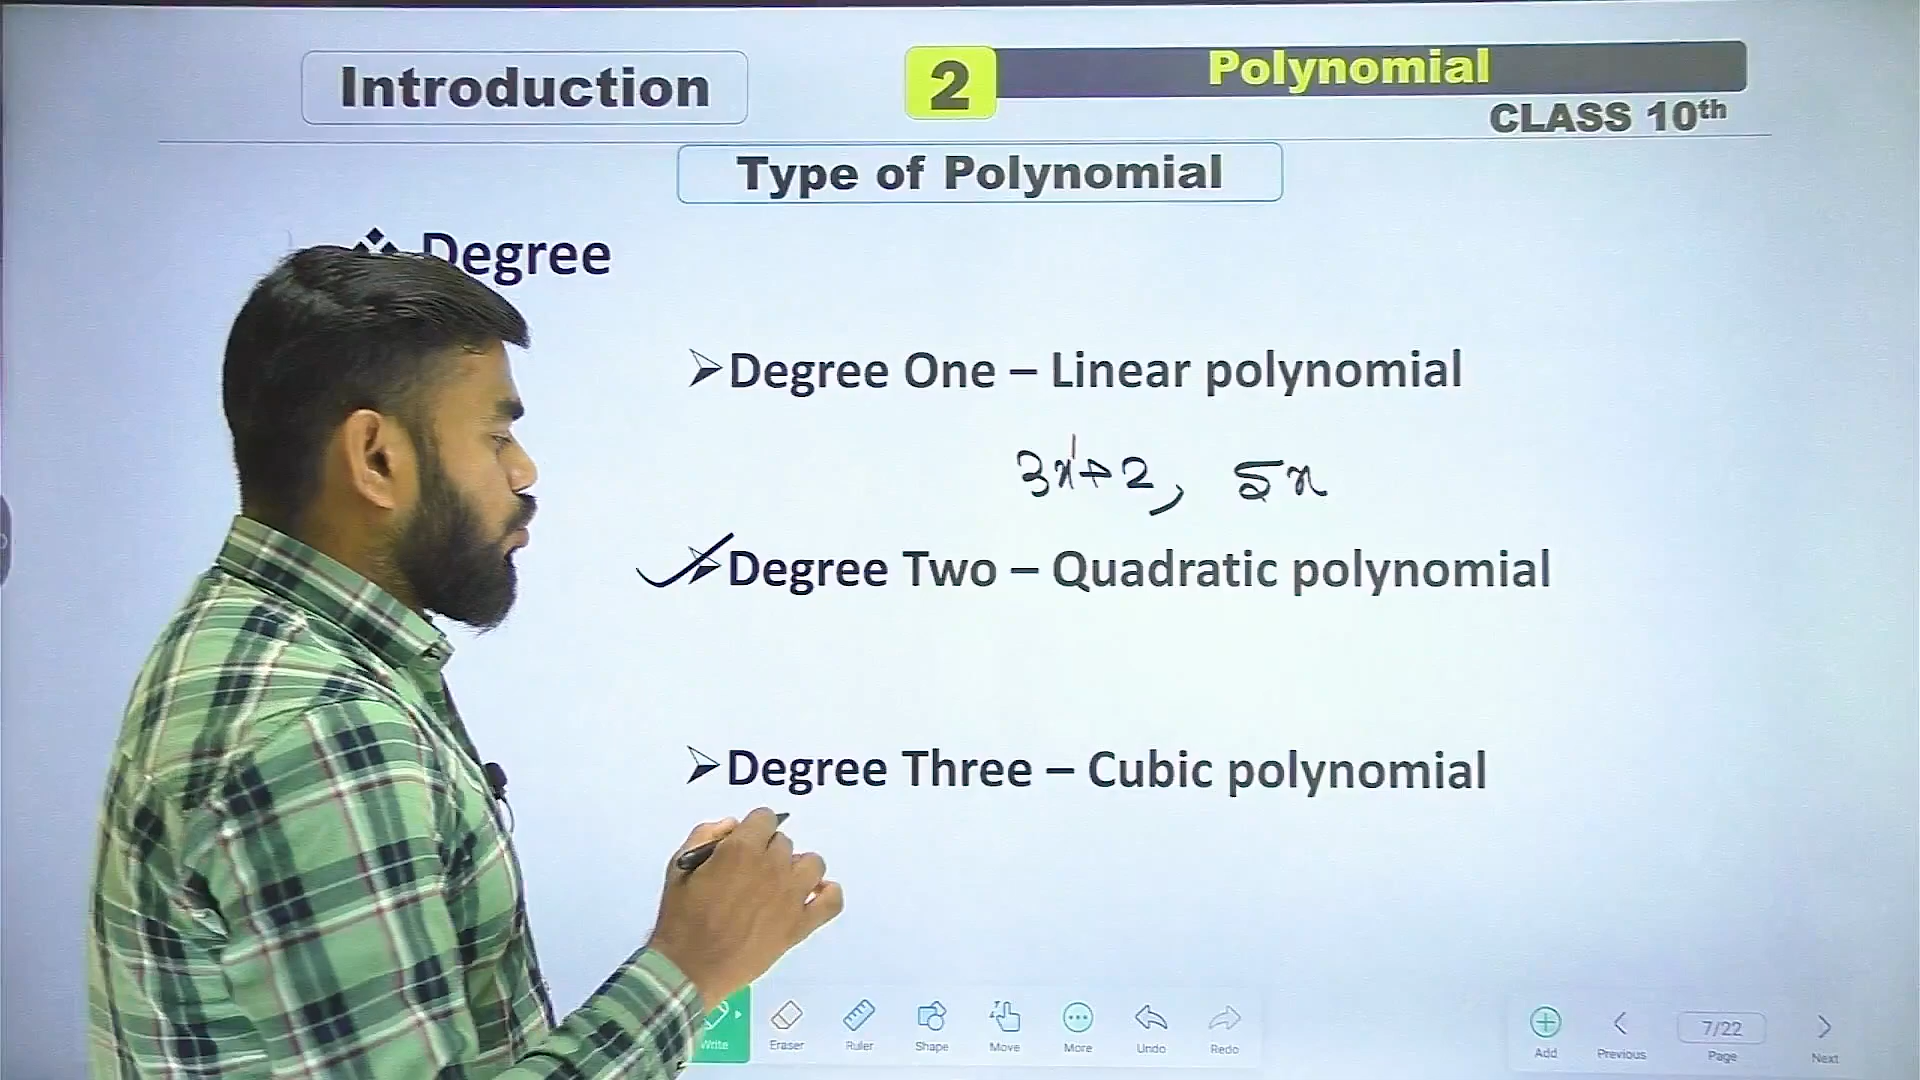 Introduction
2
Polynomial
CLASS 10th
Type of Polynomial
Degree
Degree One – Linear polynomial
3x¹+2, 5x
Degree Two – Quadratic polynomial
Degree Three – Cubic polynomial
Write
Eraser
Ruler
Shape
Move
More
Undo
Redo
Add
Previous
7/22
Page
Next